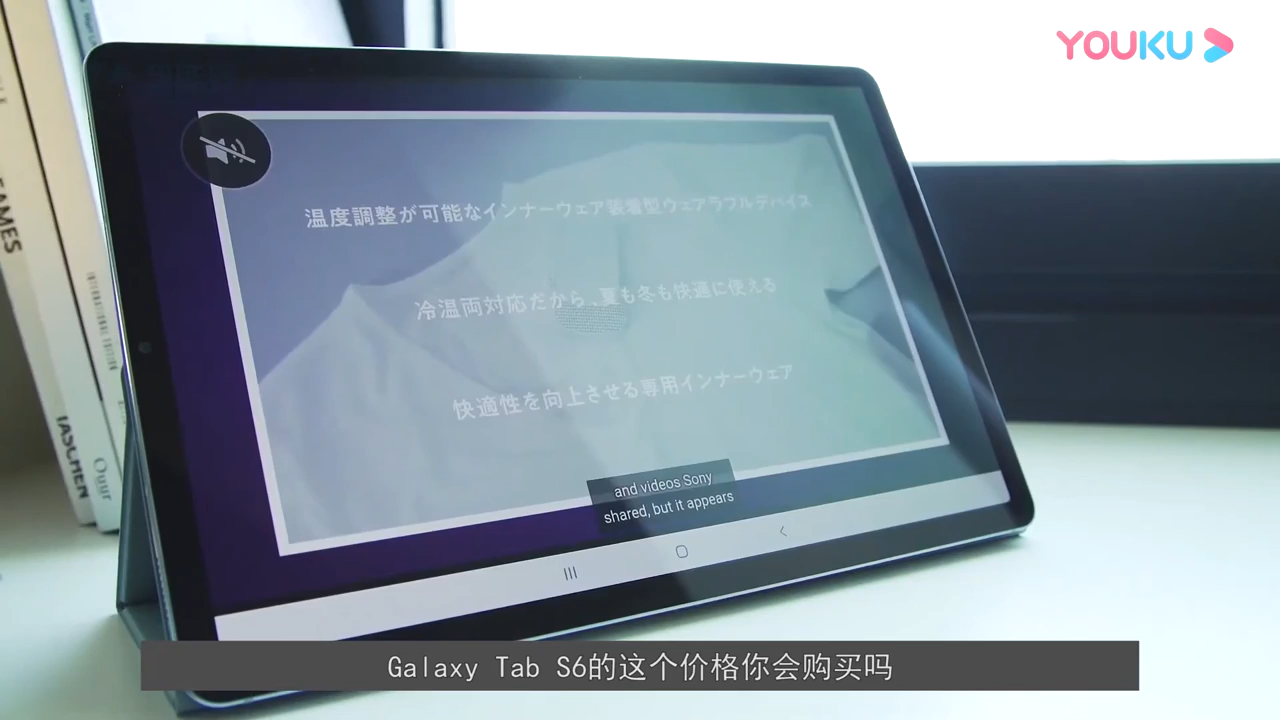 YOUKU
温度調整が可能なインナーウェア装着型ウェアラブルデバイス
冷温両対応だから、夏も冬も快適に使える
快適性を向上させる専用インナーウェア
and videos Sony
shared, but it appears
EAMES
TASCHEN
Galaxy Tab S6的这个价格你会购买吗